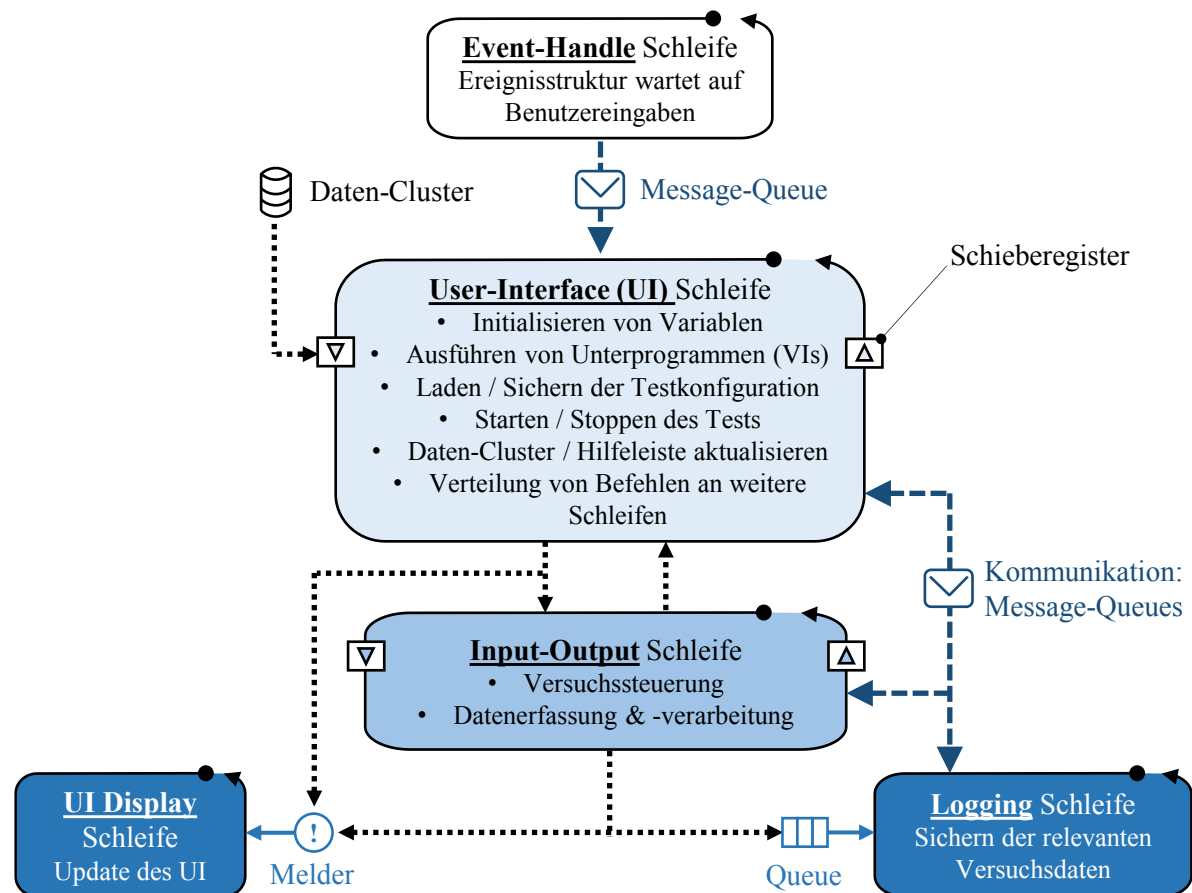 Event-Handle Schleife
Ereignisstruktur wartet auf
Benutzereingaben
Daten-Cluster
Message-Queue
Schieberegister
User-Interface (UI) Schleife
• Initialisieren von Variablen
• Ausführen von Unterprogrammen (VIs)
• Laden / Sichern der Testkonfiguration
• Starten / Stoppen des Tests
• Daten-Cluster / Hilfeleiste aktualisieren
• Verteilung von Befehlen an weitere
Schleifen
Kommunikation:
Message-Queues
Input-Output Schleife
• Versuchssteuerung
• Datenerfassung & -verarbeitung
UI Display
Schleife
Update des UI
!
Melder
Queue
Logging Schleife
Sichern der relevanten
Versuchsdaten